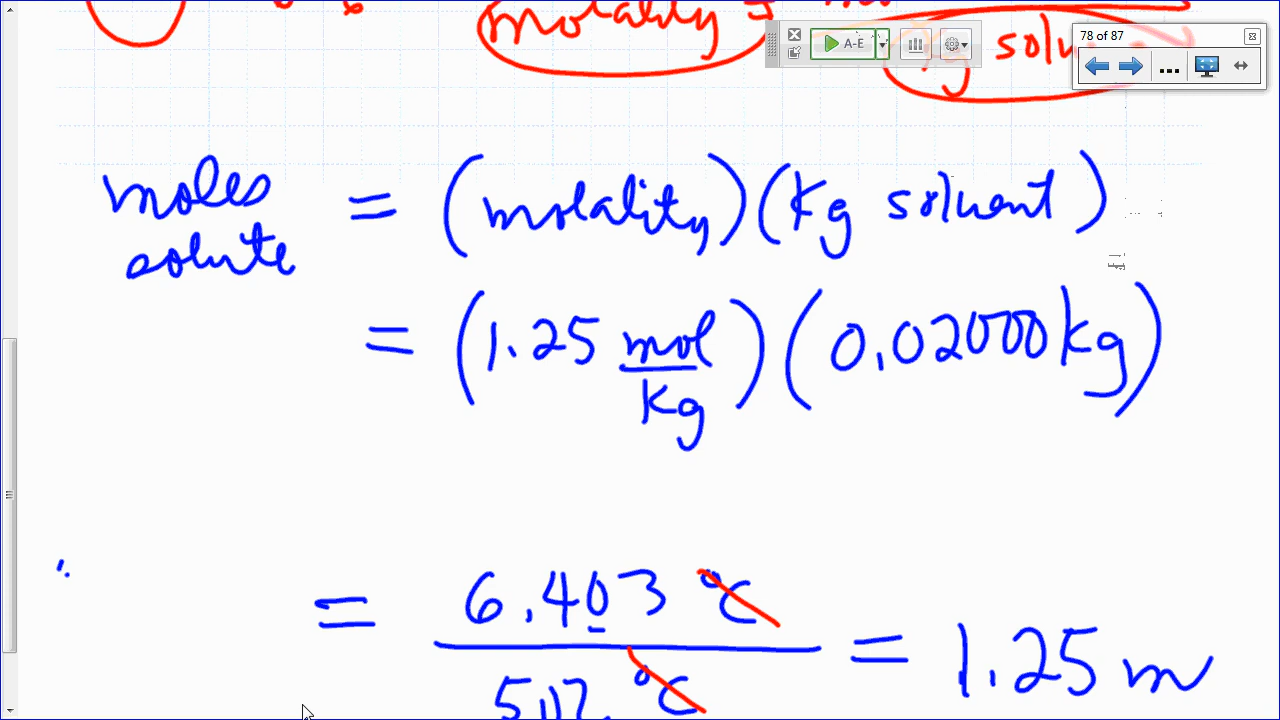 molality =
solv
A-E
78 of 87
moles = (molality)(kg solvent)
solute
= (1.25 mol/kg)(0.02000 kg)
= 6.403 °C
5.12 °C
= 1.25 m